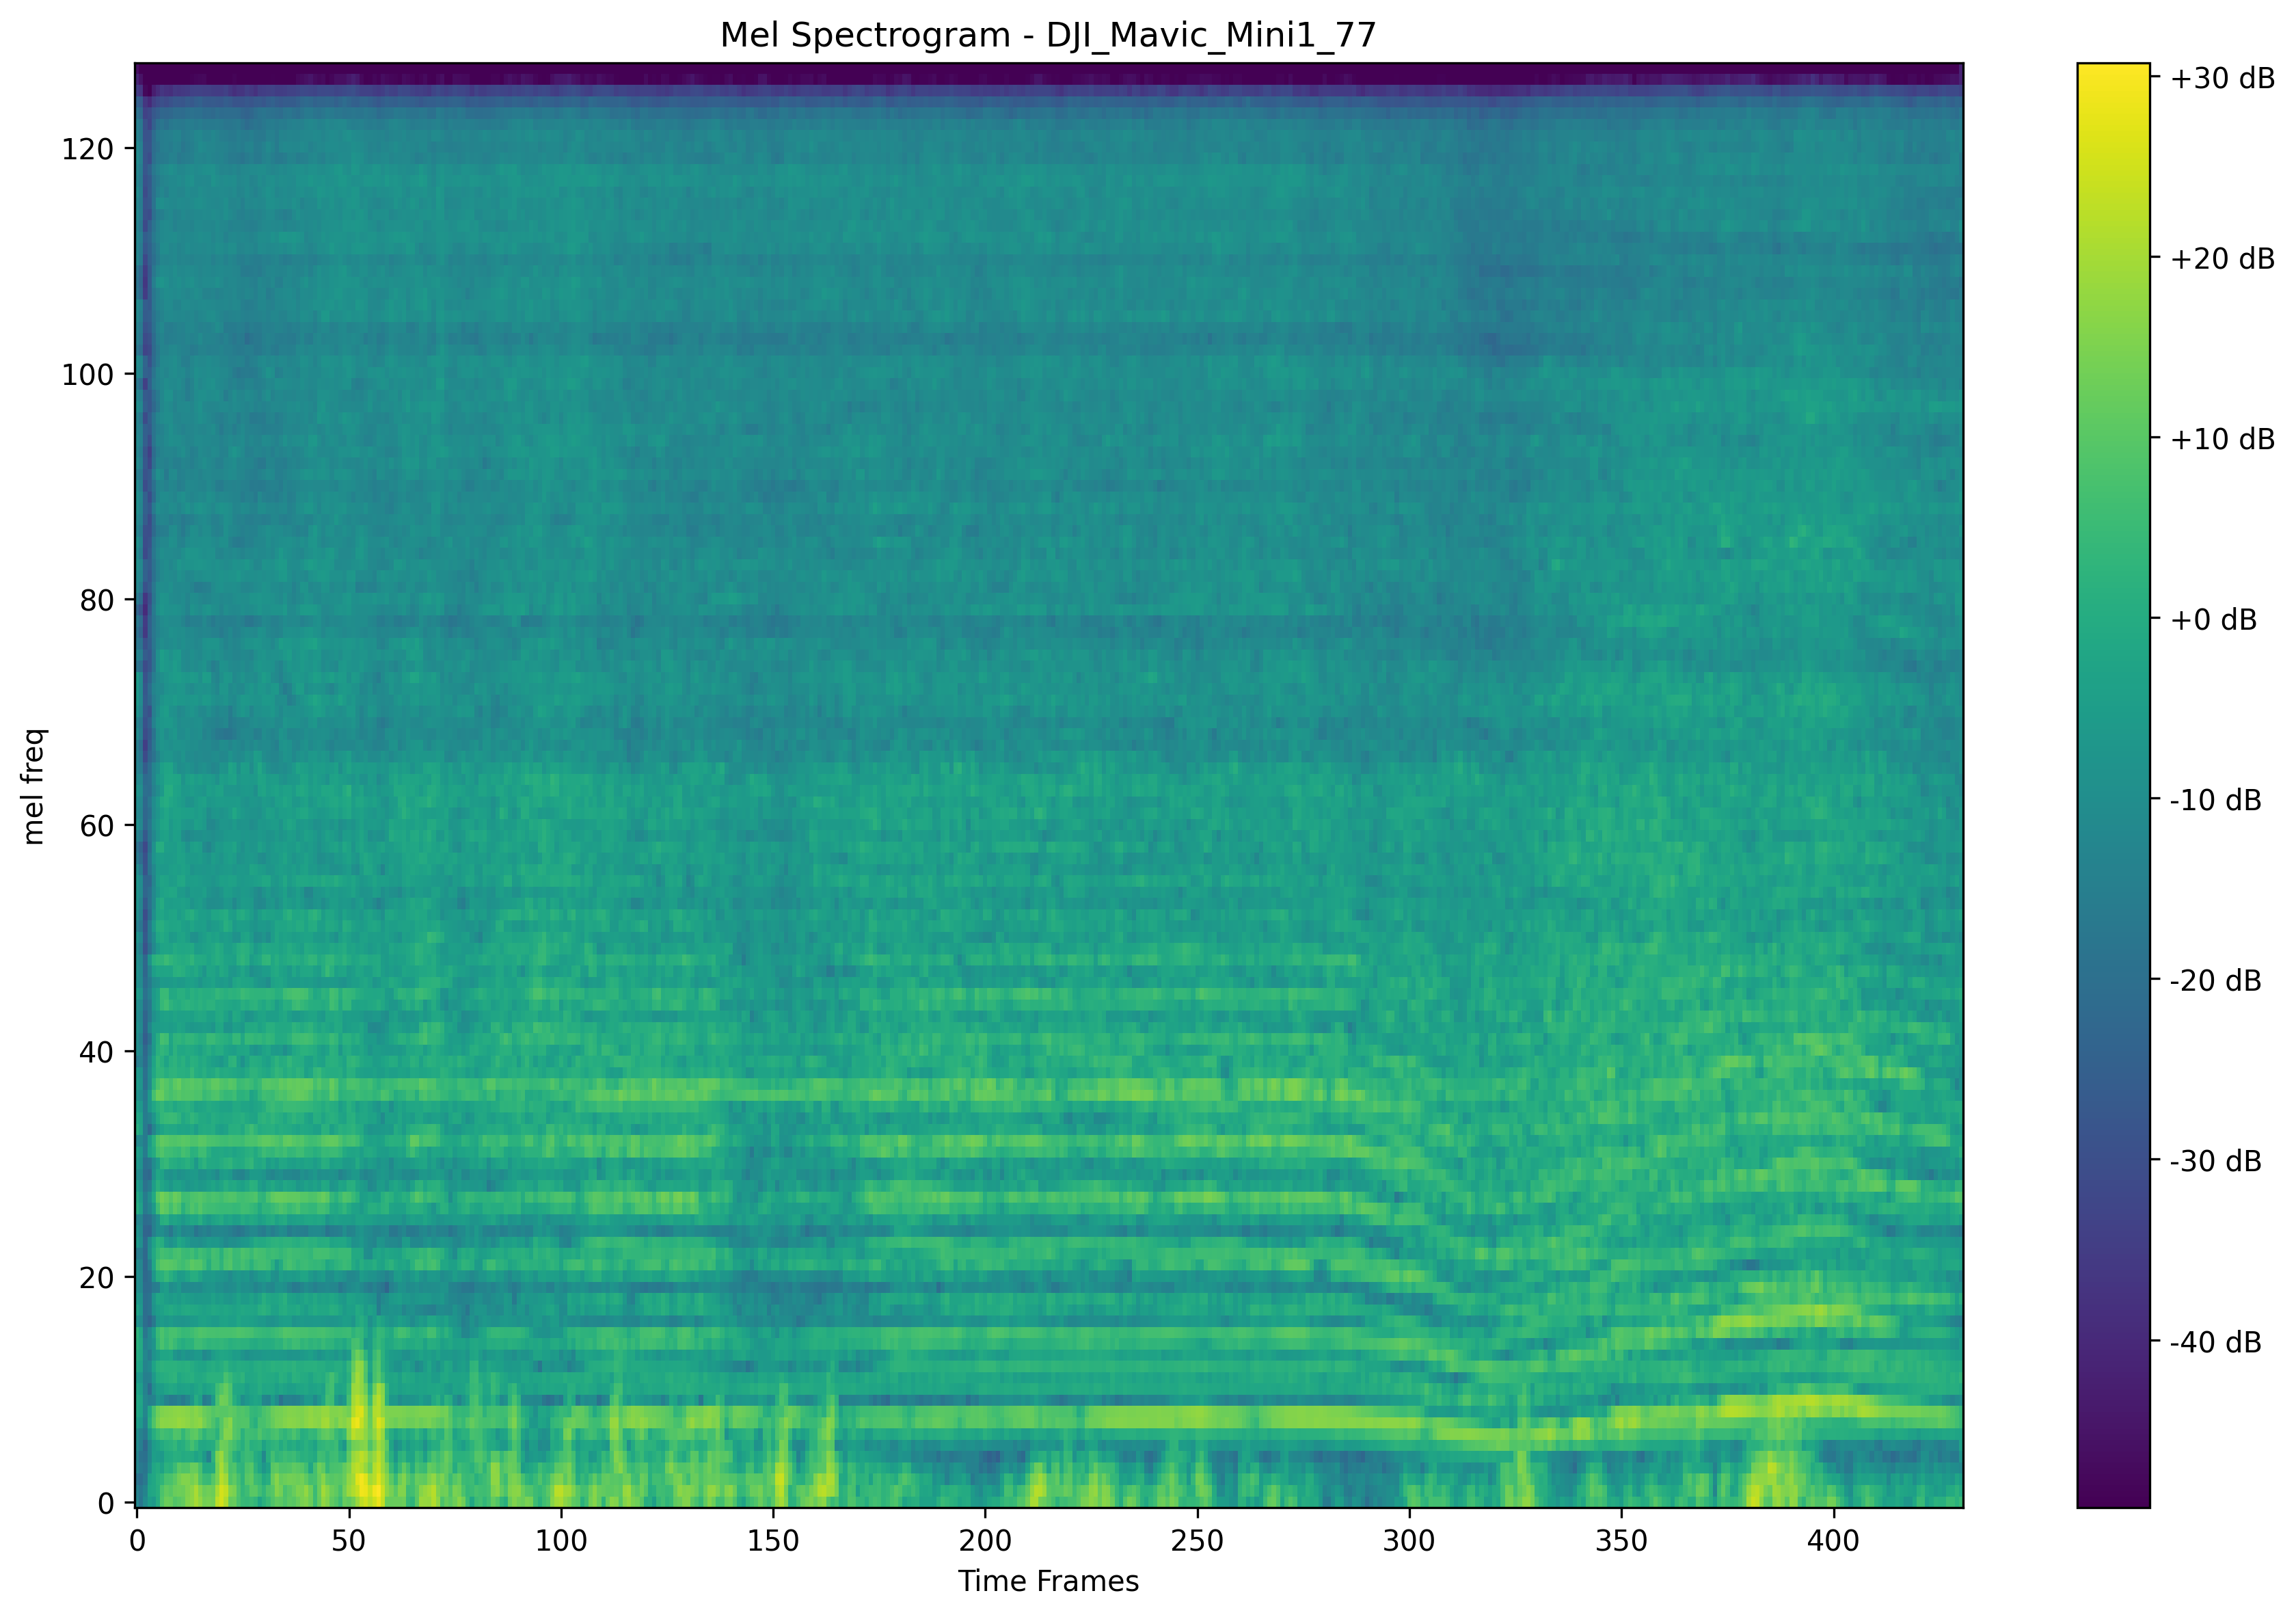 Mel Spectrogram - DJI_Mavic_Mini1_77
+30 dB
120
+20 dB
100
+10 dB
80
+0 dB
mel freq
60
-10 dB
-20 dB
40
-30 dB
20
-40 dB
0
0 50 100 150 200 250 300 350 400
Time Frames